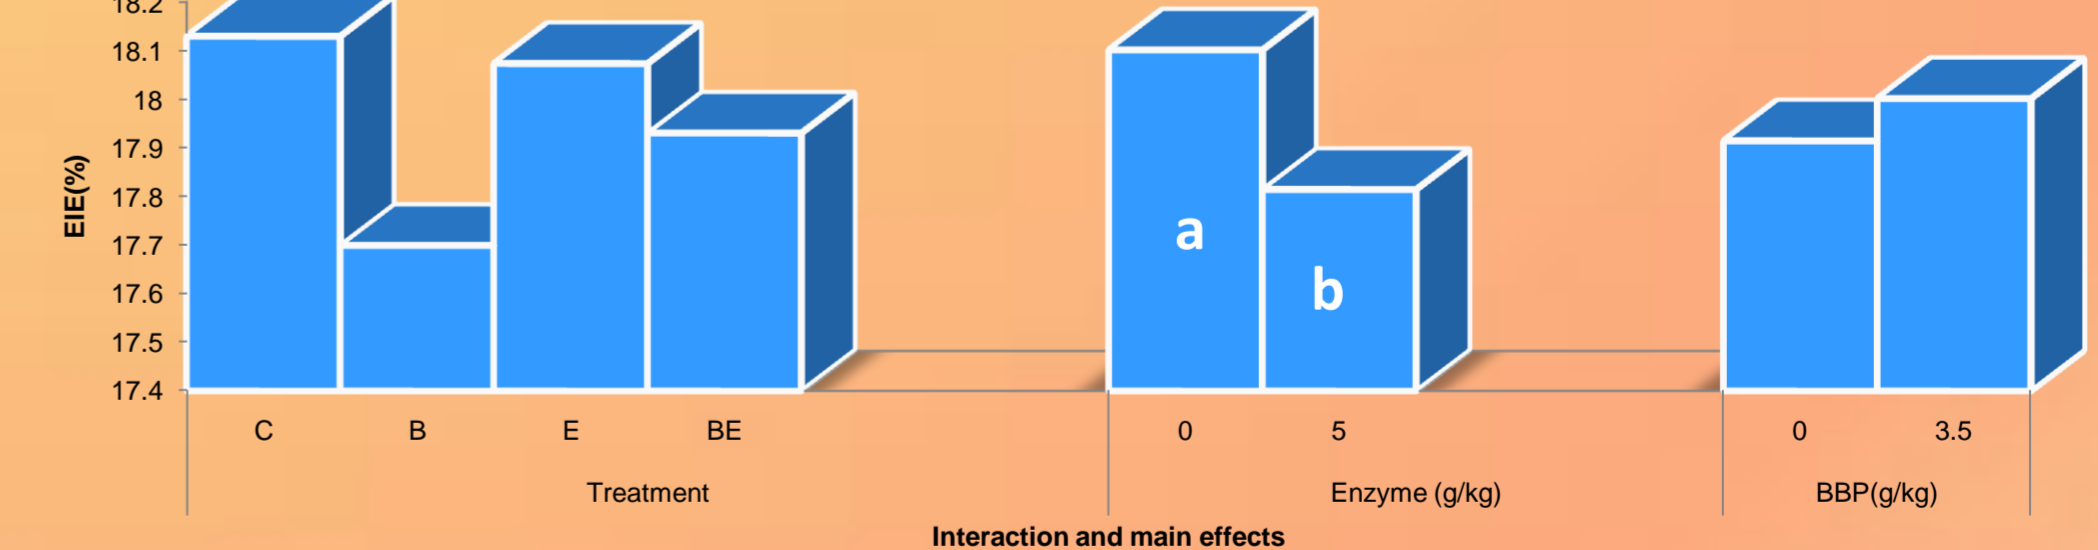 18.2
18.1
18
17.9
17.8
17.7
17.6
17.5
17.4
EIE(%)
a
b
C B E BE 0 5 0 3.5
Treatment Enzyme (g/kg) BBP(g/kg)
Interaction and main effects